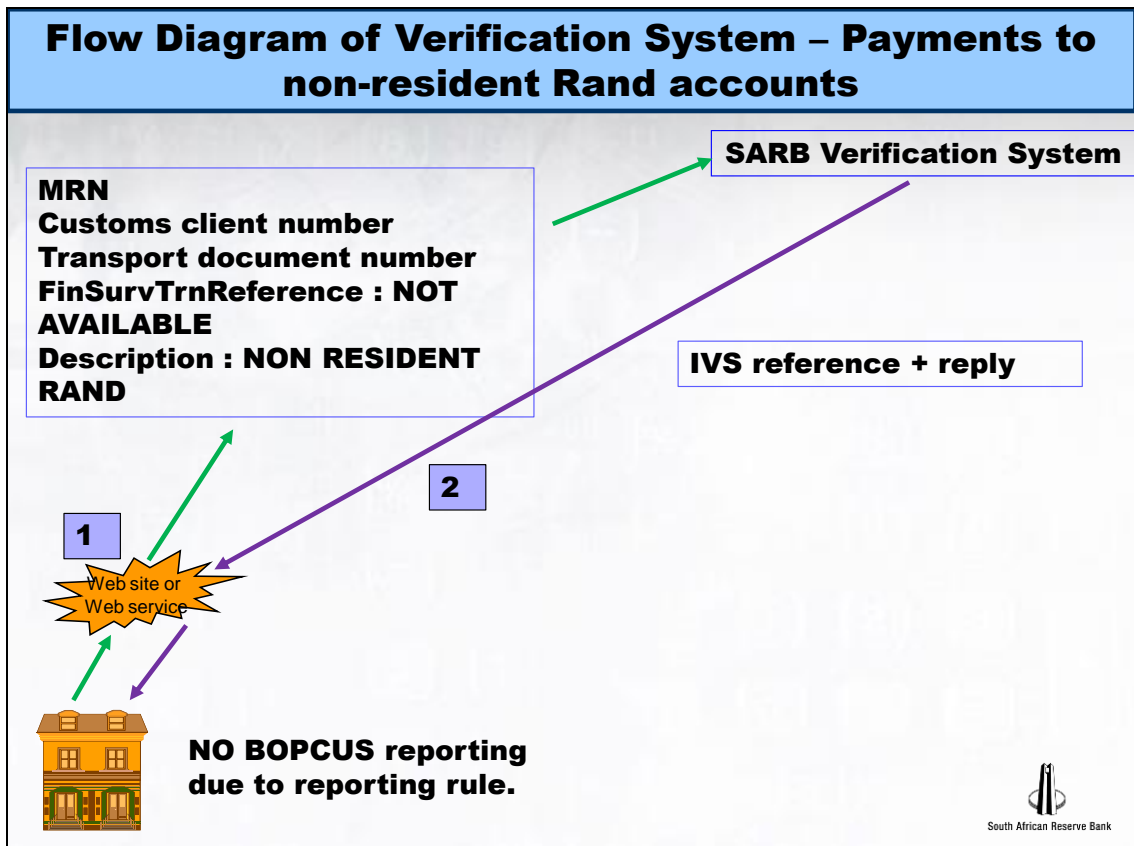 Flow Diagram of Verification System – Payments to
non-resident Rand accounts
SARB Verification System
MRN
Customs client number
Transport document number
FinSurvTrnReference : NOT
AVAILABLE
Description : NON RESIDENT
RAND
IVS reference + reply
2
1
Web site or
Web service
NO BOPCUS reporting
due to reporting rule.
South African Reserve Bank